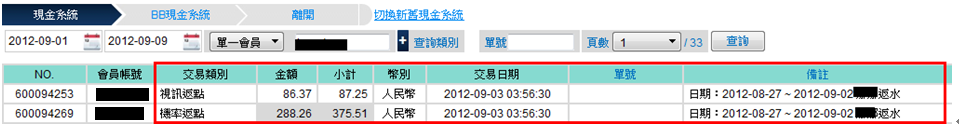 現金系統 BB現金系統 離開 切換新舊現金系統
2012-09-01 2012-09-09 單一會員 + 查詢類別 單號 頁數 1 / 33 查詢
NO. 會員帳號 交易類別 金額 小計 幣別 交易日期 單號 備註
600094253 視訊返點 86.37 87.25 人民幣 2012-09-03 03:56:30 日期：2012-08-27 ~ 2012-09-02 返水
600094269 機率返點 288.26 375.51 人民幣 2012-09-03 03:56:30 日期：2012-08-27 ~ 2012-09-02 返水